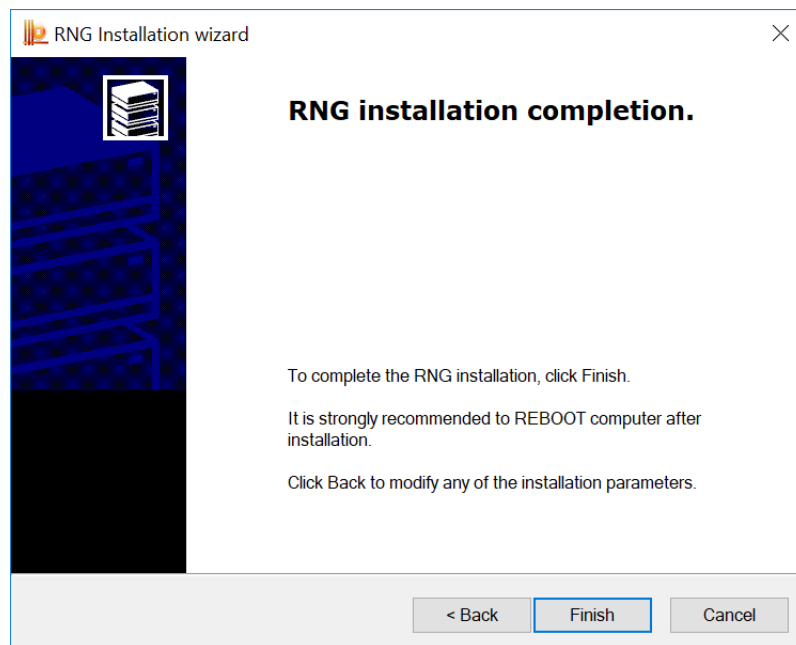 RNG Installation wizard
RNG installation completion.
To complete the RNG installation, click Finish.
It is strongly recommended to REBOOT computer after
installation.
Click Back to modify any of the installation parameters.
< Back
Finish
Cancel